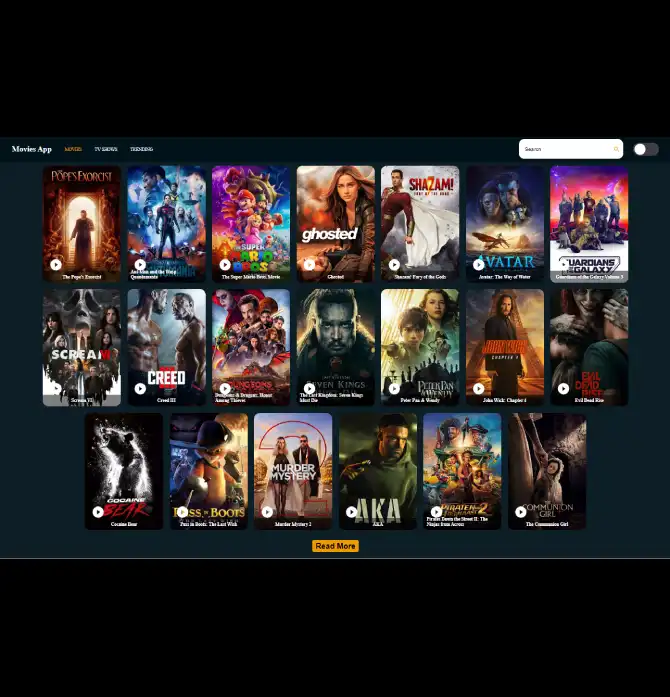 Movies App
MOVIES
TV SHOWS
TRENDING
Search
THE
POPE'S EXORCIST
The Pope's Exorcist
Ant-Man and the Wasp:
Quantumania
THE SUPER
MARIO
BROS
The Super Mario Bros. Movie
ghosted
Ghosted
SHAZAM!
FURY OF THE GODS
Shazam! Fury of the Gods
AVATAR
Avatar: The Way of Water
GUARDIANS
OF THE GALAXY
Guardians of the Galaxy Volume 3
SCREAM VI
Scream VI
CREED
Creed III
DUNGEONS
Dungeons & Dragons: Honor
Among Thieves
SEVEN KINGS
The Last Kingdom: Seven Kings
Must Die
PETER PAN
& WENDY
Peter Pan & Wendy
JOHN WICK
CHAPTER 4
John Wick: Chapter 4
EVIL
DEAD
RISE
Evil Dead Rise
COCAINE
BEAR
Cocaine Bear
PUSS IN BOOTS
Puss in Boots: The Last Wish
MURDER
MYSTERY
2
Murder Mystery 2
AKA
AKA
PIRATEN
2
Pirates Down the Street II: The
Ninjas from Across
COMMUNION
GIRL
The Communion Girl
Read More